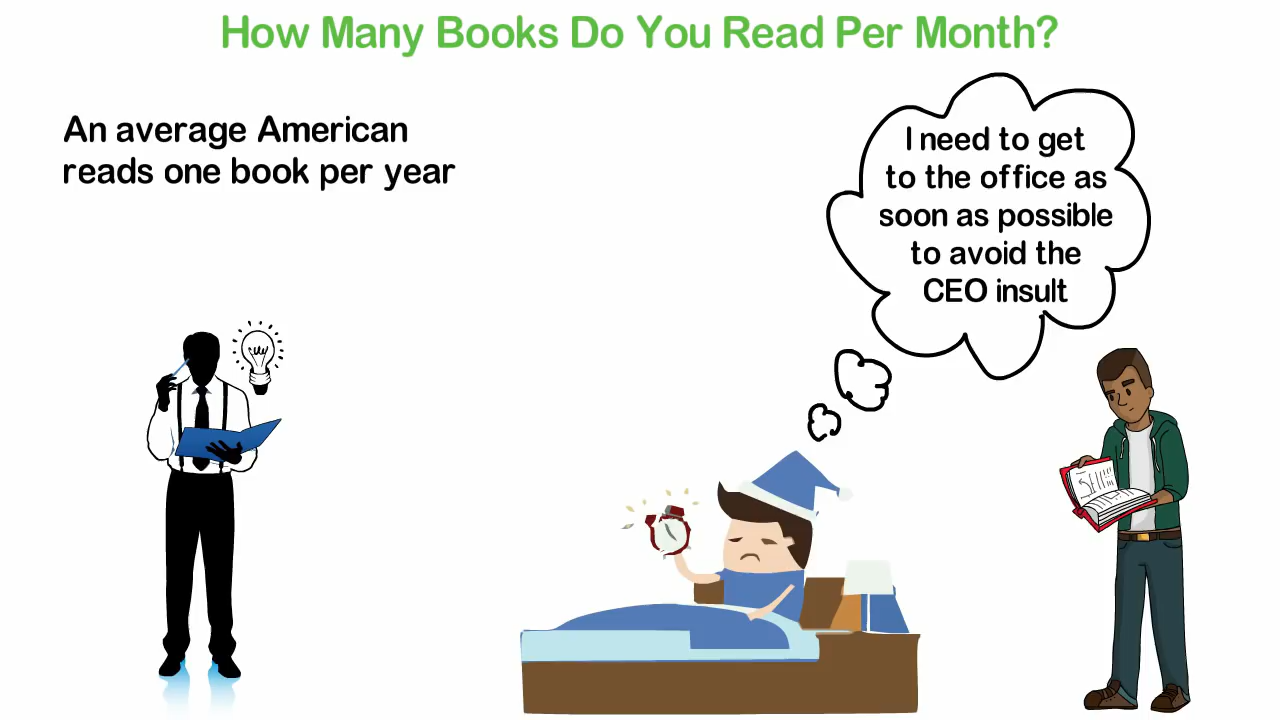 How Many Books Do You Read Per Month?
An average American
reads one book per year
I need to get
to the office as
soon as possible
to avoid the
CEO insult